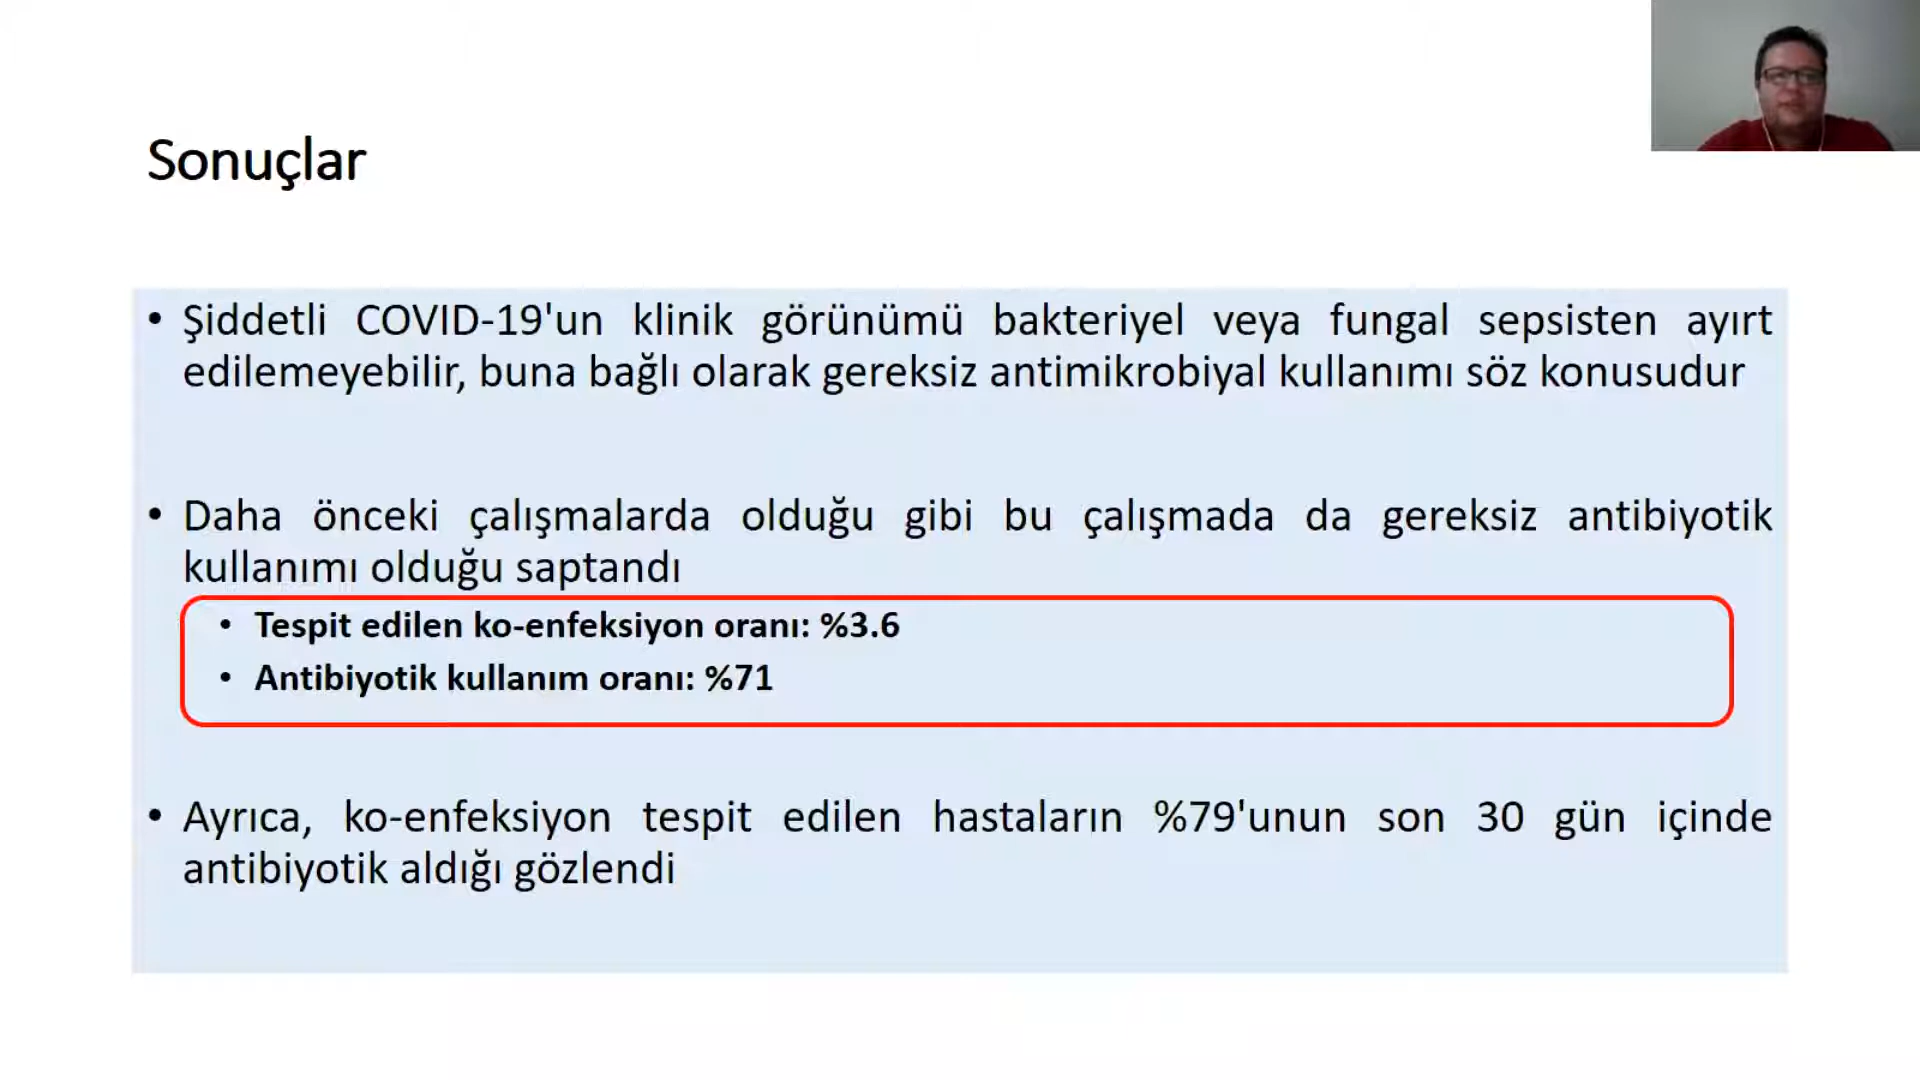 Sonuçlar
• Şiddetli COVID-19'un klinik görünümü bakteriyel veya fungal sepsisten ayırt
edilemeyebilir, buna bağlı olarak gereksiz antimikrobiyal kullanımı söz konusudur
• Daha önceki çalışmalarda olduğu gibi bu çalışmada da gereksiz antibiyotik
kullanımı olduğu saptandı
• Tespit edilen ko-enfeksiyon oranı: %3.6
• Antibiyotik kullanım oranı: %71
• Ayrıca, ko-enfeksiyon tespit edilen hastaların %79'unun son 30 gün içinde
antibiyotik aldığı gözlendi